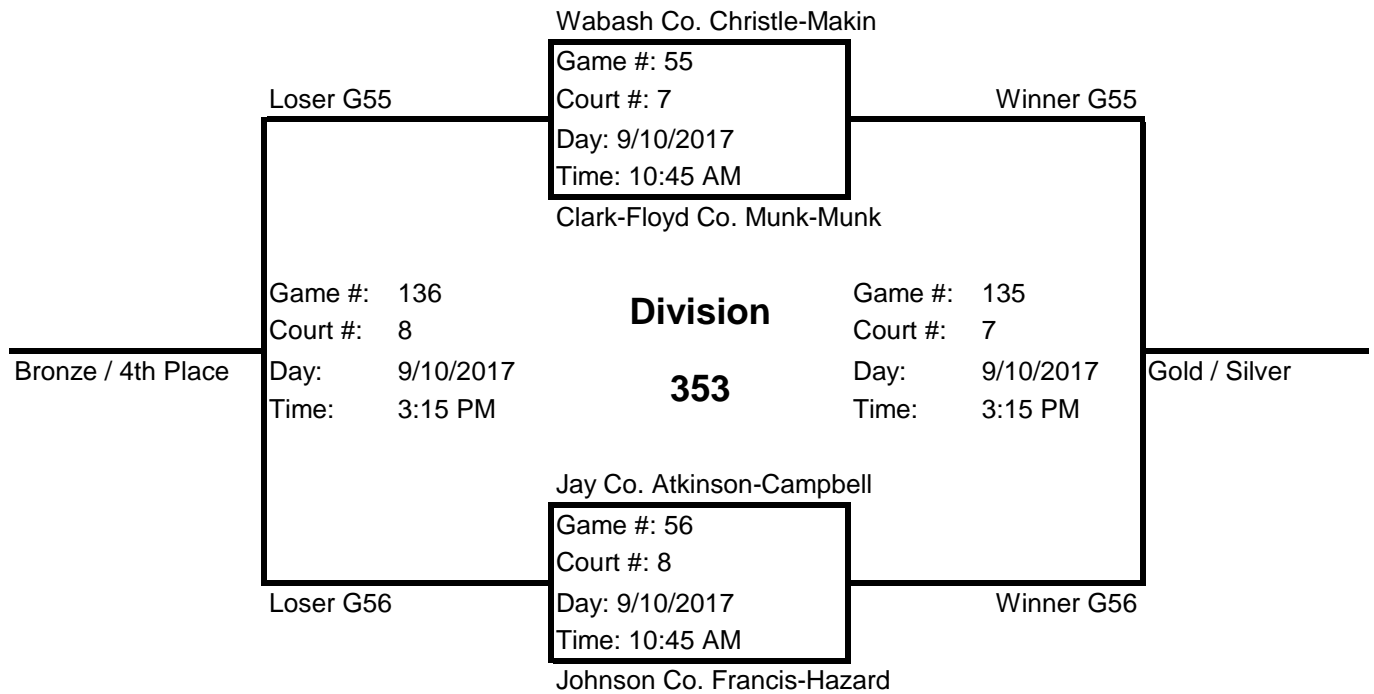 Wabash Co. Christle-Makin
Game #: 55
Loser G55 Court #: 7 Winner G55
Day: 9/10/2017
Time: 10:45 AM
Clark-Floyd Co. Munk-Munk
Game #: 136
Court #: 8
Bronze / 4th Place Day: 9/10/2017
Time: 3:15 PM
Division
353
Game #: 135
Court #: 7
Day: 9/10/2017 Gold / Silver
Time: 3:15 PM
Jay Co. Atkinson-Campbell
Game #: 56
Court #: 8
Loser G56 Day: 9/10/2017 Winner G56
Time: 10:45 AM
Johnson Co. Francis-Hazard